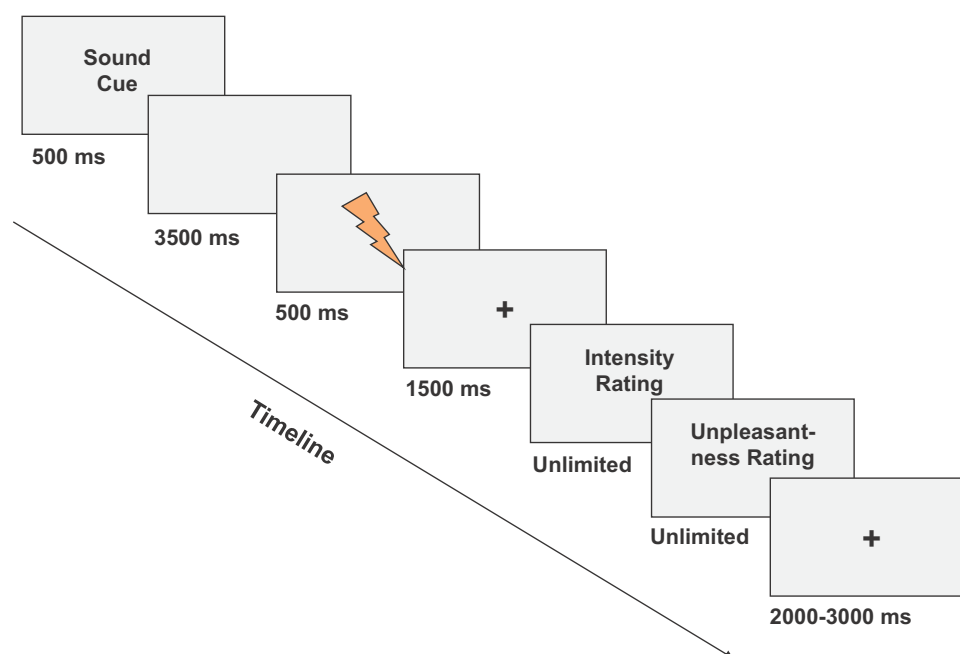 Sound
Cue
500 ms
3500 ms
500 ms
+
1500 ms
Intensity
Rating
Unlimited
Unpleasant-
ness Rating
Unlimited
+
2000-3000 ms
Timeline